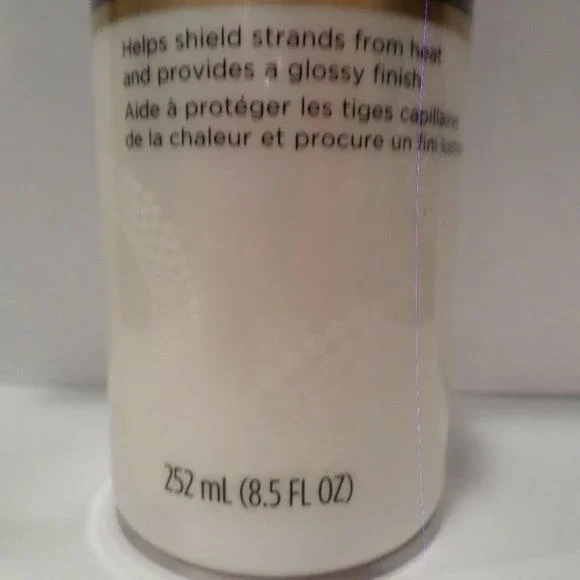 Helps shield strands from heat
and provides a glossy finish
Aide à protéger les tiges capillaires
de la chaleur et procure un fini
252 mL (8.5 FL OZ)